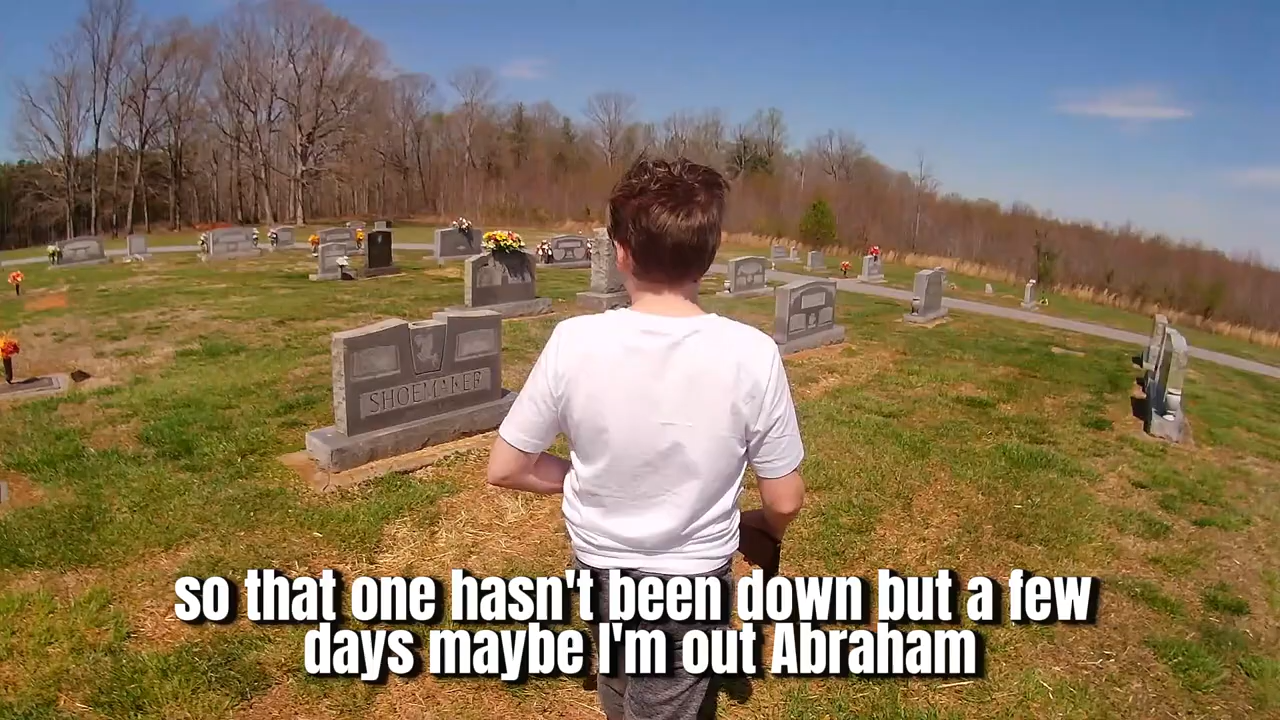 SHOEMAKER
so that one hasn't been down but a few
days maybe I'm out Abraham